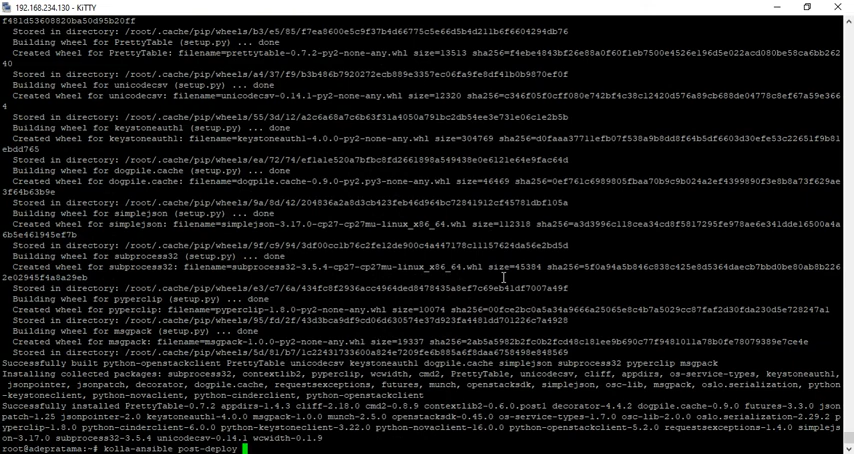 192.168.234.130 - KiTTY
f481d53608820ba50d95b20ff
Stored in directory: /root/.cache/pip/wheels/b3/e5/85/f7ea8600e5c9f37b4d66775c5e66d5b4d211b6f6604294db76
Building wheel for PrettyTable (setup.py) ... done
Created wheel for PrettyTable: filename=prettytable-0.7.2-py2-none-any.whl size=13513 sha256=f4ebe4843bf26e88a0f60f1eb7500e4526e196d5e022acd080be58ca6bb262
40
Stored in directory: /root/.cache/pip/wheels/a4/37/f9/b3b486b7920272ecb889e3357ec06fa9fe8df41b0b9870ef0f
Building wheel for unicodecsv (setup.py) ... done
Created wheel for unicodecsv: filename=unicodecsv-0.14.1-py2-none-any.whl size=12320 sha256=c346f05f0cff080e742bf4c38c12420d576a89cb688de04778c8ef67a59e366
4
Stored in directory: /root/.cache/pip/wheels/55/3d/12/a2c6a68a7c6b63f31a4050a791bc2db54ee3e731e06c1e2b5b
Building wheel for keystoneauth1 (setup.py) ... done
Created wheel for keystoneauth1: filename=keystoneauth1-4.0.0-py2-none-any.whl size=304769 sha256=d0faaa37711efb07f538a9b8dd8f64b5df6603d30efe53c22651f9b81
ebdd765
Stored in directory: /root/.cache/pip/wheels/ea/72/74/ef1a1e520a7bfbc8fd2661898a549438e0e6121e64e9fac64d
Building wheel for dogpile.cache (setup.py) ... done
Created wheel for dogpile.cache: filename=dogpile.cache-0.9.0-py2.py3-none-any.whl size=46469 sha256=0ef761c6989805fbaa70b9c9b024a2ef4399890f3e8b8a73f629ae
3f64b63b9e
Stored in directory: /root/.cache/pip/wheels/9a/8d/42/204836a2a8d3cb423feb46d964bc72841912cf45781dbf105a
Building wheel for simplejson (setup.py) ... done
Created wheel for simplejson: filename=simplejson-3.17.0-cp27-cp27mu-linux_x86_64.whl size=112318 sha256=a3d3996c118cea34cd8f5817295fe978ae6e341dde16500a4a
6b5e461945ef7b
Stored in directory: /root/.cache/pip/wheels/9f/c9/94/3df00cc1b76c2fe12de900c4a447178c11157624da56e2bd5d
Building wheel for subprocess32 (setup.py) ... done
Created wheel for subprocess32: filename=subprocess32-3.5.4-cp27-cp27mu-linux_x86_64.whl size=45384 sha256=5f0a94a5b846c838c425e8d5364daecb7bbd0be80ab8b226
2e02945f4a8a29eb
Stored in directory: /root/.cache/pip/wheels/e3/c7/6a/434fc8f2936acc4964ded8478435a8ef7c69eb41df7007a49f
Building wheel for pyperclip (setup.py) ... done
Created wheel for pyperclip: filename=pyperclip-1.8.0-py2-none-any.whl size=10074 sha256=00fce2bc0a5a34a9666a25065e8c4b7a5029cc87faf2d30fda230d5e728247a1
Stored in directory: /root/.cache/pip/wheels/95/fd/2f/43d3bca9df9cd06d630574e37d923fa4481dd701226c7a4928
Building wheel for msgpack (setup.py) ... done
Created wheel for msgpack: filename=msgpack-1.0.0-py2-none-any.whl size=19337 sha256=2ab5a5982b2fc0b2fcd48c181ee9b690c77f9481011a78b0fe78079389e7ce4e
Stored in directory: /root/.cache/pip/wheels/5d/81/b7/1c22431733600a824e7209fe6b885a6f8daa6758498e848569
Successfully built python-openstackclient PrettyTable unicodecsv keystoneauth1 dogpile.cache simplejson subprocess32 pyperclip msgpack
Installing collected packages: subprocess32, contextlib2, pyperclip, wcwidth, cmd2, PrettyTable, unicodecsv, cliff, appdirs, os-service-types, keystoneauth1,
jsonpointer, jsonpatch, decorator, dogpile.cache, requestsexceptions, futures, munch, openstacksdk, simplejson, osc-lib, msgpack, oslo.serialization, python
-keystoneclient, python-novaclient, python-cinderclient, python-openstackclient
Successfully installed PrettyTable-0.7.2 appdirs-1.4.3 cliff-2.18.0 cmd2-0.8.9 contextlib2-0.6.0.post1 decorator-4.4.2 dogpile.cache-0.9.0 futures-3.3.0 json
patch-1.25 jsonpointer-2.0 keystoneauth1-4.0.0 msgpack-1.0.0 munch-2.5.0 openstacksdk-0.45.0 os-service-types-1.7.0 osc-lib-2.0.0 oslo.serialization-2.29.2 p
yperclip-1.8.0 python-cinderclient-6.0.0 python-keystoneclient-3.22.0 python-novaclient-16.0.0 python-openstackclient-5.2.0 requestsexceptions-1.4.0 simplejs
on-3.17.0 subprocess32-3.5.4 unicodecsv-0.14.1 wcwidth-0.1.9
root@adepratama:~# kolla-ansible post-deploy